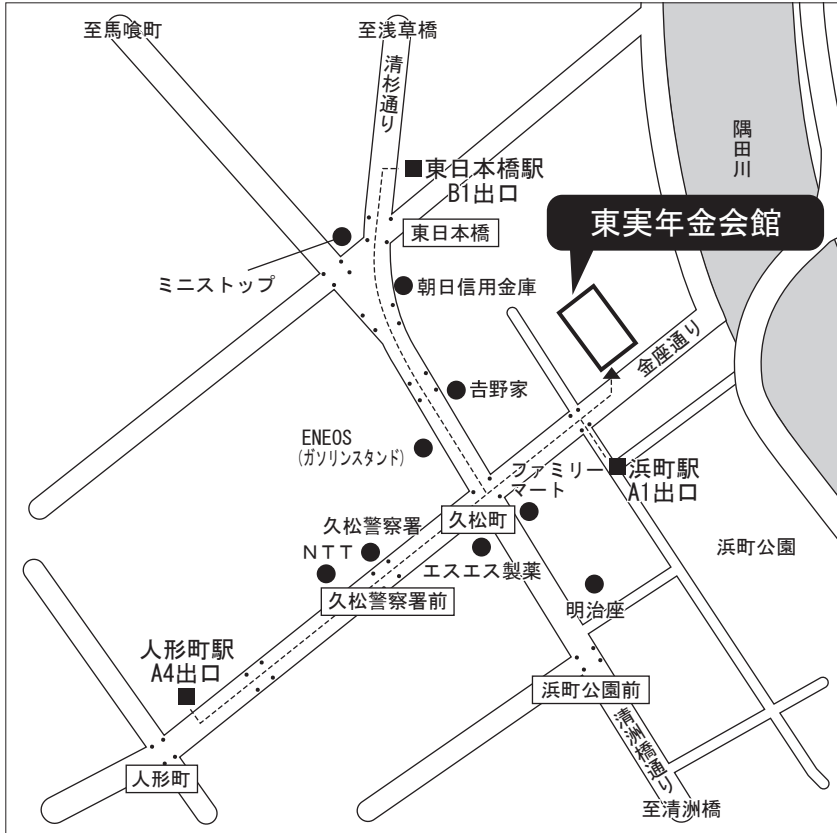 至馬喰町
至浅草橋
清杉通り
隅田川
東日本橋駅
B1出口
東実年金会館
東日本橋
ミニストップ
朝日信用金庫
金座通り
吉野家
ENEOS
(ガソリンスタンド)
ファミリー
マート
浜町駅
A1出口
久松町
久松警察署
NTT
エスエス製薬
浜町公園
久松警察署前
明治座
人形町駅
A4出口
浜町公園前
清洲橋通り
人形町
至清洲橋